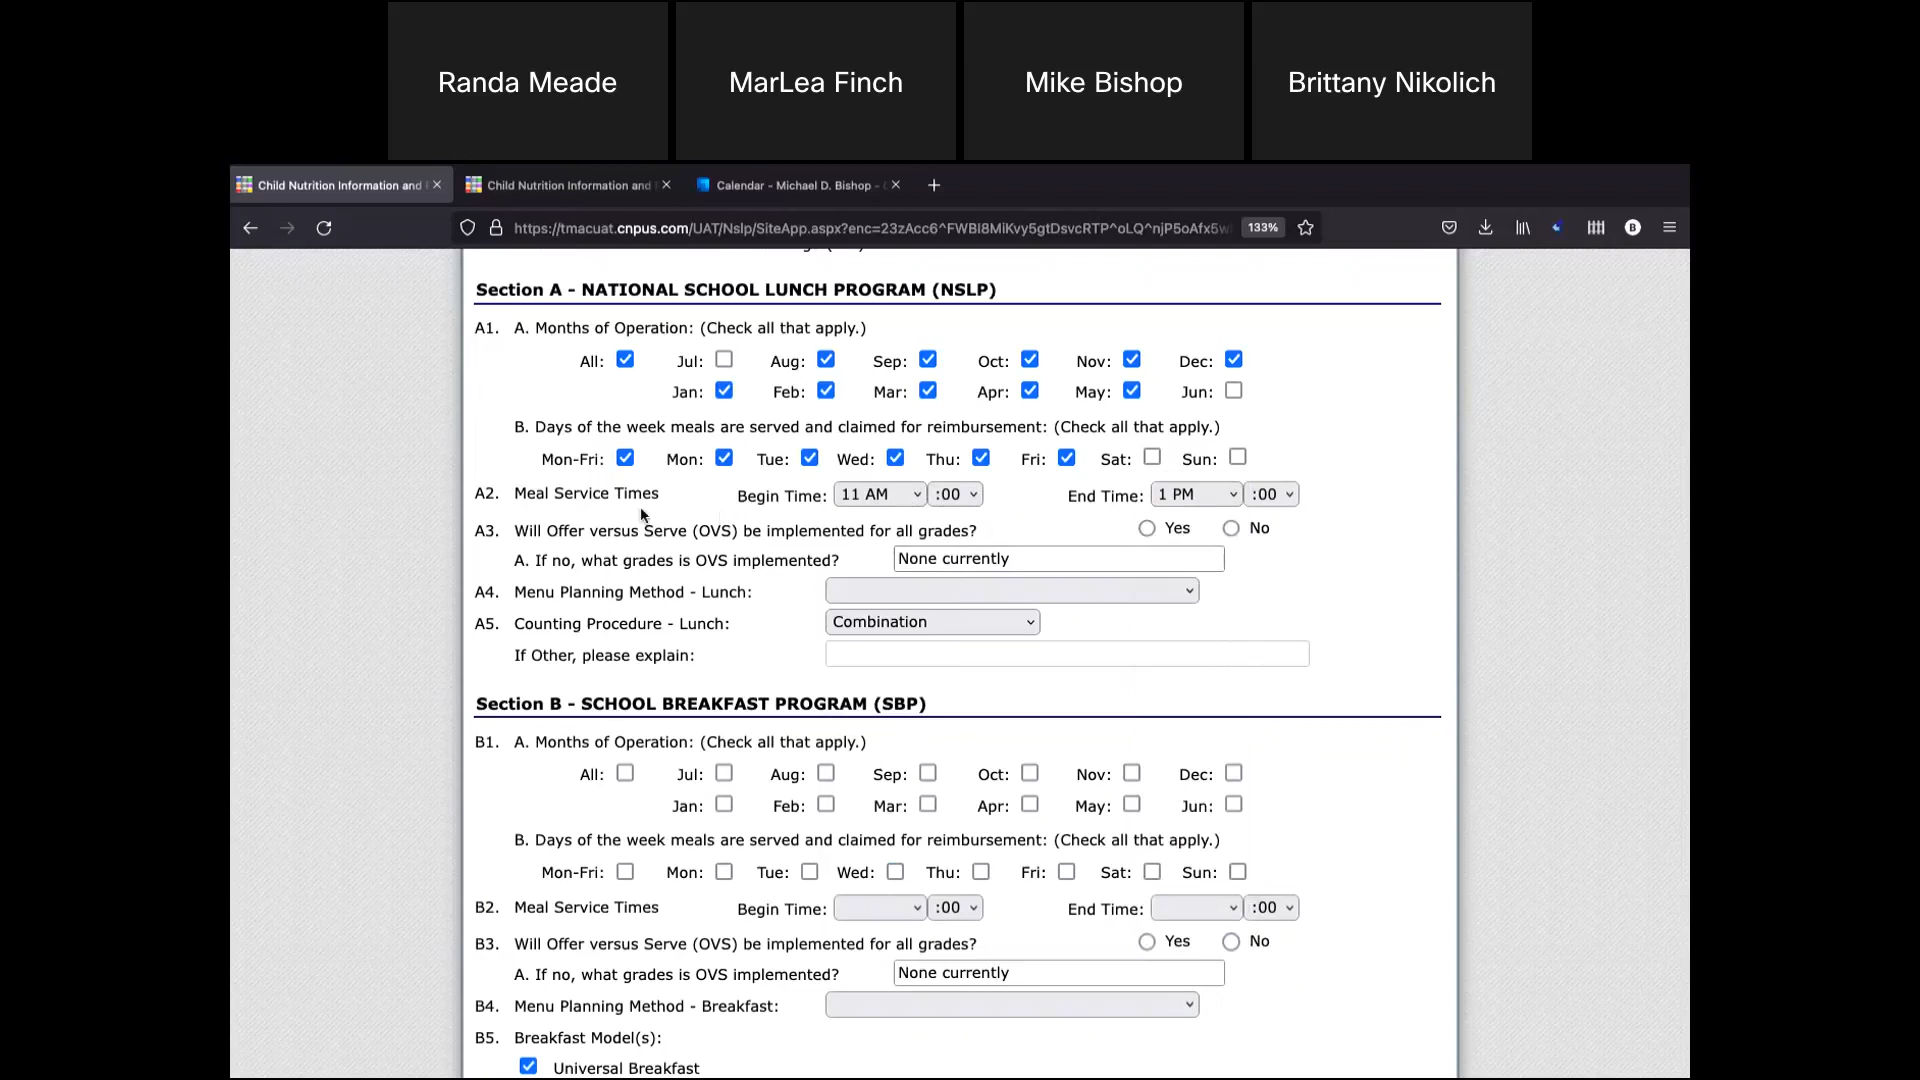 Randa Meade
MarLea Finch
Mike Bishop
Brittany Nikolich
Child Nutrition Information and
Child Nutrition Information and
Calendar - Michael D. Bishop -
https://tmacuat.cnpus.com/UAT/Nslp/SiteApp.aspx?enc=23zAcc6^FWBI8MiKvy5gtDsvcRTP^oLQ^njP5oAfx5w
133%
B
Section A - NATIONAL SCHOOL LUNCH PROGRAM (NSLP)
A1. A. Months of Operation: (Check all that apply.)
All: Jul: Aug: Sep: Oct: Nov: Dec:
Jan: Feb: Mar: Apr: May: Jun:
B. Days of the week meals are served and claimed for reimbursement: (Check all that apply.)
Mon-Fri: Mon: Tue: Wed: Thu: Fri: Sat: Sun:
A2. Meal Service Times Begin Time: 11 AM :00 End Time: 1 PM :00
A3. Will Offer versus Serve (OVS) be implemented for all grades? Yes No
A. If no, what grades is OVS implemented? None currently
A4. Menu Planning Method - Lunch:
A5. Counting Procedure - Lunch: Combination
If Other, please explain:
Section B - SCHOOL BREAKFAST PROGRAM (SBP)
B1. A. Months of Operation: (Check all that apply.)
All: Jul: Aug: Sep: Oct: Nov: Dec:
Jan: Feb: Mar: Apr: May: Jun:
B. Days of the week meals are served and claimed for reimbursement: (Check all that apply.)
Mon-Fri: Mon: Tue: Wed: Thu: Fri: Sat: Sun:
B2. Meal Service Times Begin Time: :00 End Time: :00
B3. Will Offer versus Serve (OVS) be implemented for all grades? Yes No
A. If no, what grades is OVS implemented? None currently
B4. Menu Planning Method - Breakfast:
B5. Breakfast Model(s):
Universal Breakfast